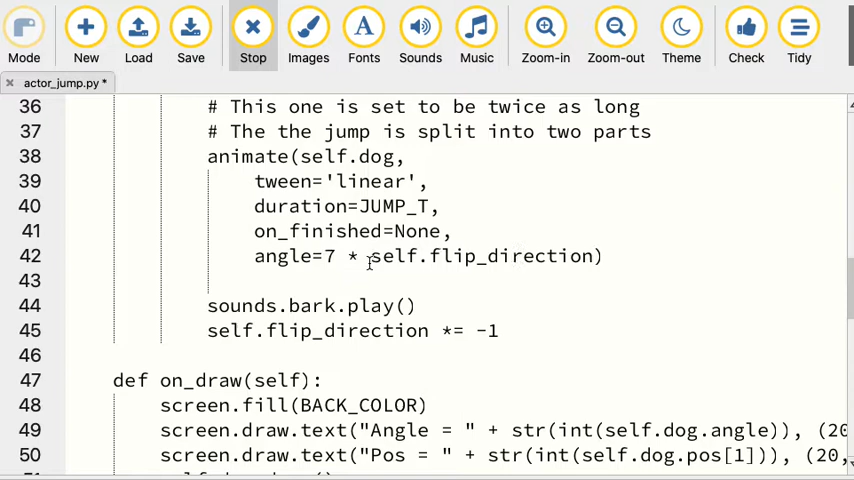 Mode New Load Save Stop Images Fonts Sounds Music Zoom-in Zoom-out Theme Check Tidy
actor_jump.py *
36 # This one is set to be twice as long
37 # The the jump is split into two parts
38 animate(self.dog,
39 tween='linear',
40 duration=JUMP_T,
41 on_finished=None,
42 angle=7 * self.flip_direction)
43
44 sounds.bark.play()
45 self.flip_direction *= -1
46
47 def on_draw(self):
48 screen.fill(BACK_COLOR)
49 screen.draw.text("Angle = " + str(int(self.dog.angle)), (20
50 screen.draw.text("Pos = " + str(int(self.dog.pos[1])), (20,